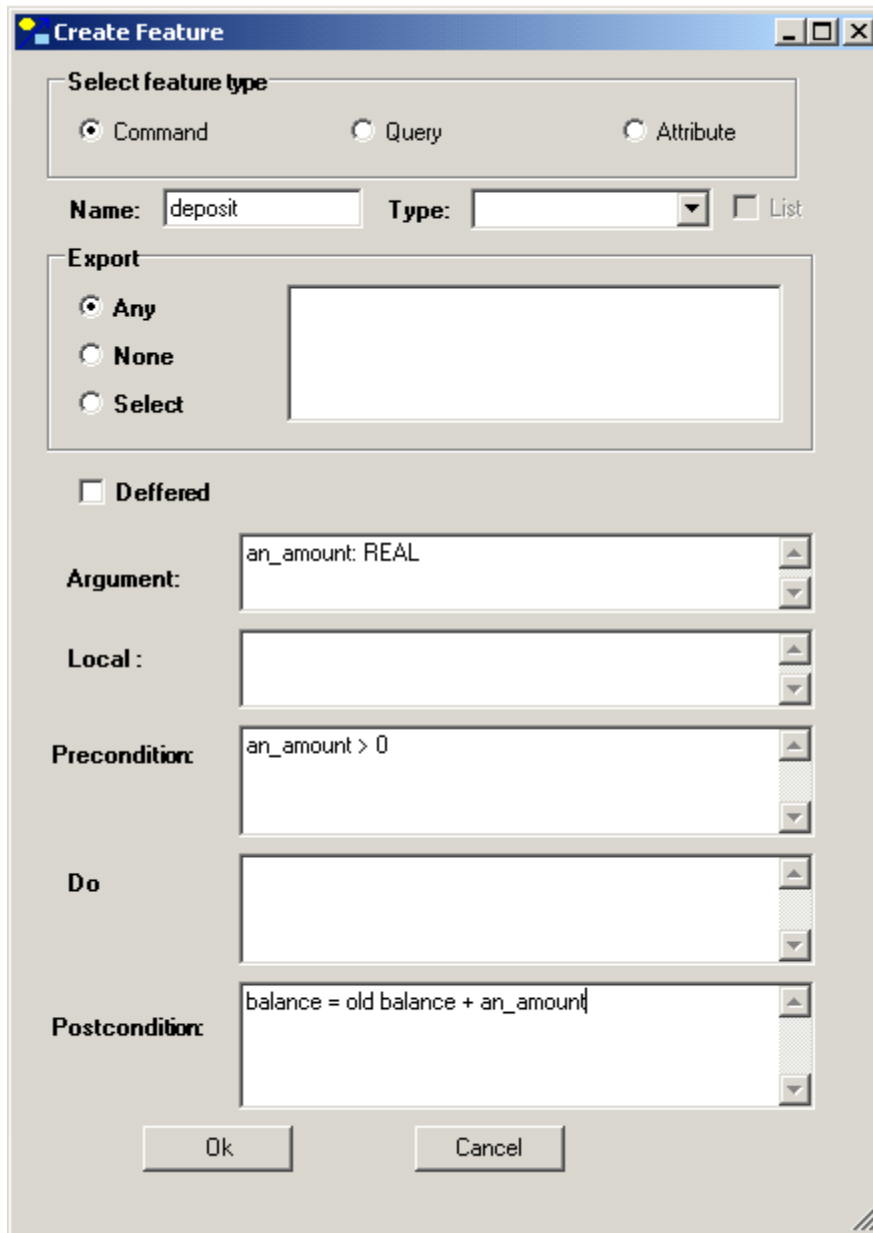 Create Feature
Select feature type
Command Query Attribute
Name: deposit Type: List
Export
Any
None
Select
Deffered
Argument: an_amount: REAL
Local :
Precondition: an_amount > 0
Do
Postcondition: balance = old balance + an_amount
Ok Cancel